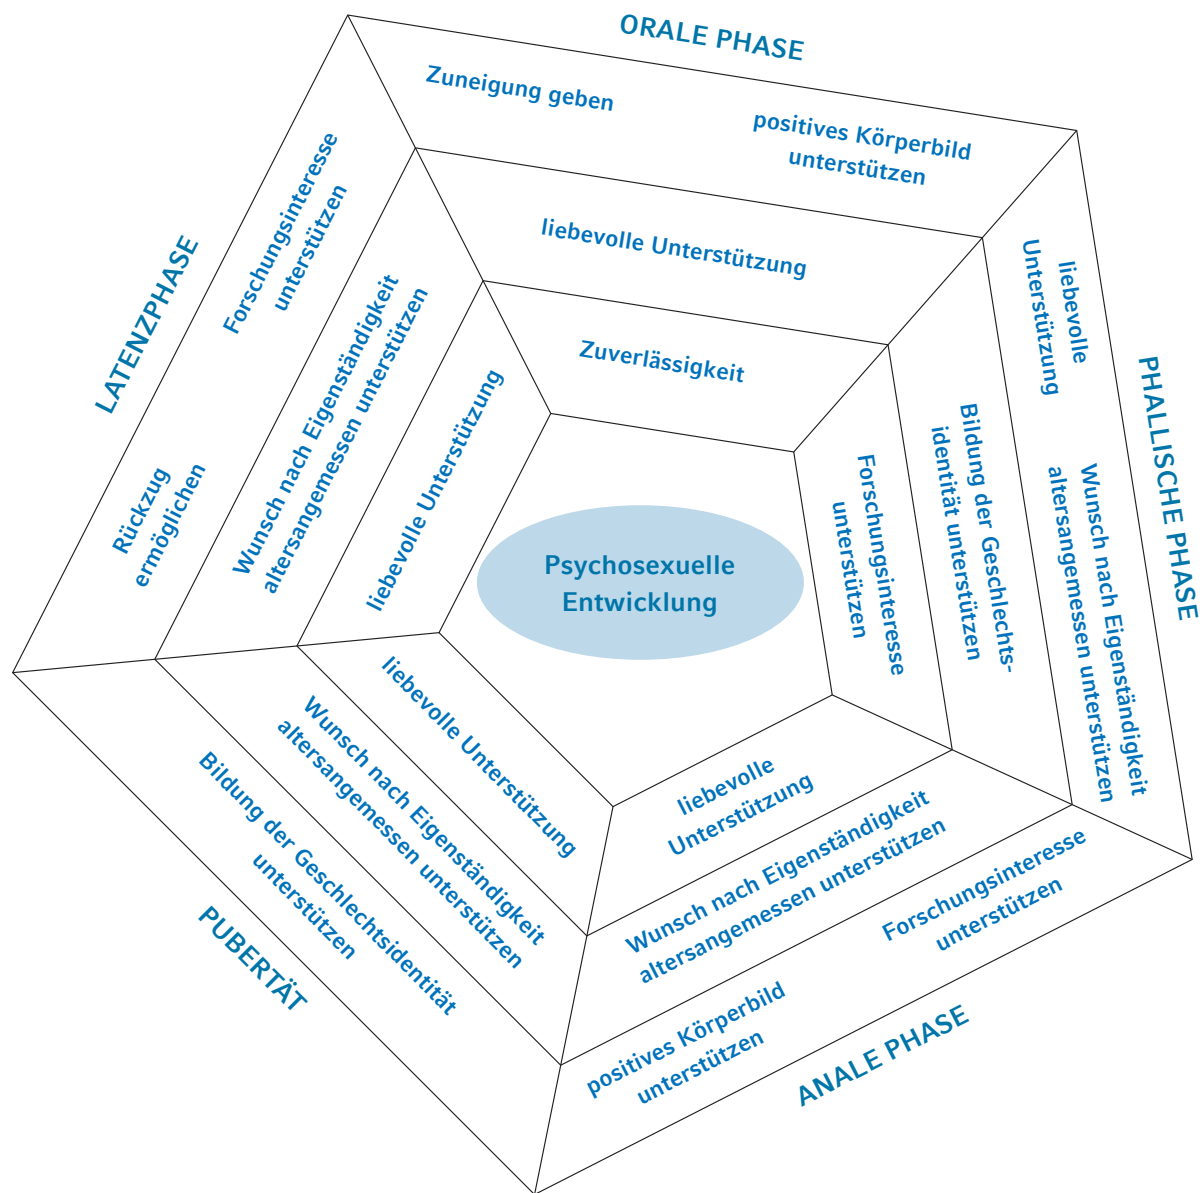 ORALE PHASE
Zuneigung geben
positives Körperbild
unterstützen
liebevolle Unterstützung
Zuverlässigkeit
PHALLISCHE PHASE
liebevolle
Unterstützung
Wunsch nach Eigenständigkeit
altersangemessen unterstützen
Bildung der Geschlechts-
identität unterstützen
Forschungsinteresse
unterstützen
Psychosexuelle
Entwicklung
LATENZPHASE
Forschungsinteresse
unterstützen
Rückzug
ermöglichen
Wunsch nach Eigenständigkeit
altersangemessen unterstützen
liebevolle Unterstützung
PUBERTÄT
liebevolle Unterstützung
Wunsch nach Eigenständigkeit
altersangemessen unterstützen
Bildung der Geschlechtsidentität
unterstützen
ANALE PHASE
liebevolle
Unterstützung
Wunsch nach Eigenständigkeit
altersangemessen unterstützen
Forschungsinteresse
unterstützen
positives Körperbild
unterstützen